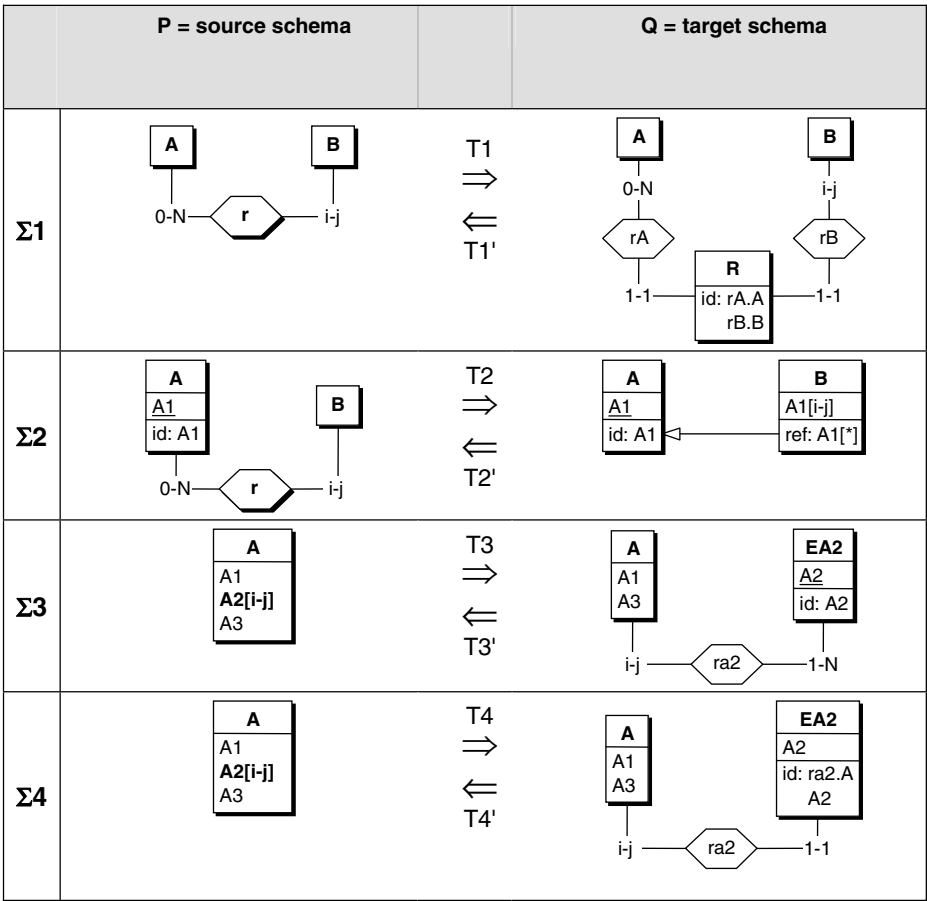 P = source schema
Q = target schema
Σ1
A
B
0-N
r
i-j
T1
⇒
⇐
T1'
A
B
0-N
i-j
rA
rB
R
1-1
id: rA.A
rB.B
1-1
Σ2
A
A1
id: A1
B
0-N
r
i-j
T2
⇒
⇐
T2'
A
A1
id: A1
B
A1[i-j]
ref: A1[*]
Σ3
A
A1
A2[i-j]
A3
T3
⇒
⇐
T3'
A
A1
A3
EA2
A2
id: A2
i-j
ra2
1-N
Σ4
A
A1
A2[i-j]
A3
T4
⇒
⇐
T4'
A
A1
A3
EA2
A2
id: ra2.A
A2
i-j
ra2
1-1